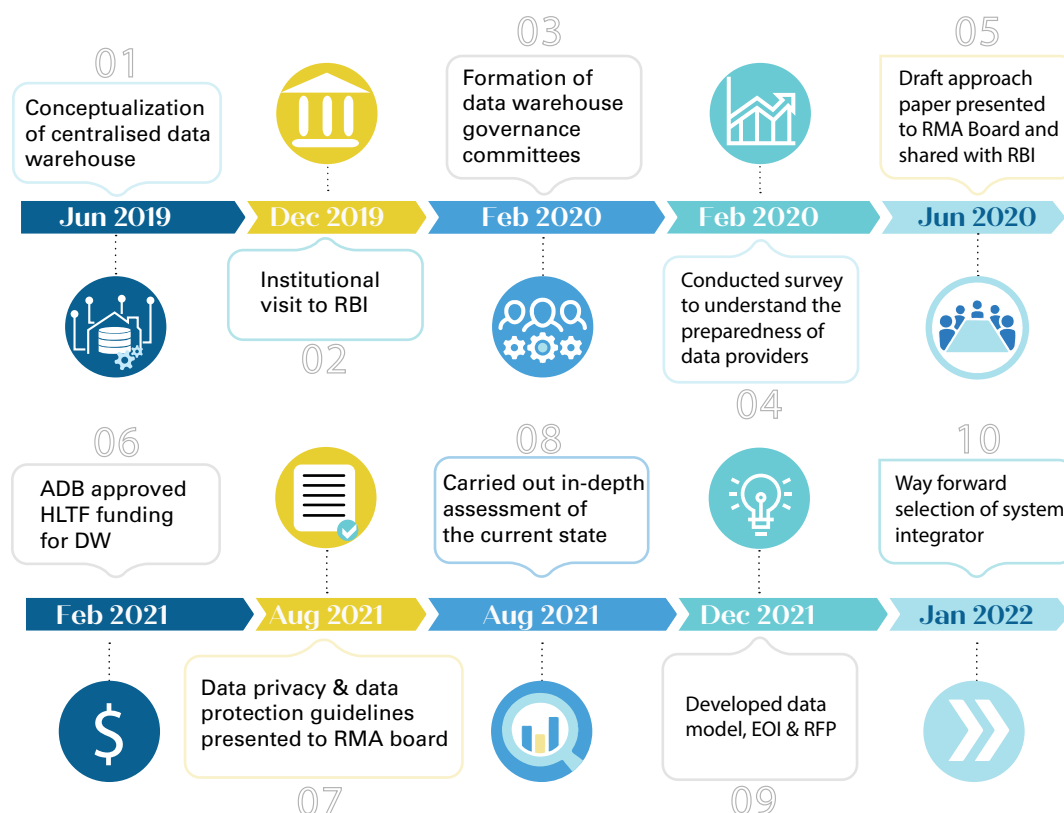 01
Conceptualization
of centralised data
warehouse
03
Formation of
data warehouse
governance
committees
05
Draft approach
paper presented
to RMA Board and
shared with RBI
Jun 2019
Dec 2019
Feb 2020
Feb 2020
Jun 2020
Institutional
visit to RBI
02
Conducted survey
to understand the
preparedness of
data providers
04
06
ADB approved
HLTF funding
for DW
08
Carried out in-depth
assessment of
the current state
10
Way forward
selection of system
integrator
Feb 2021
Aug 2021
Aug 2021
Dec 2021
Jan 2022
Data privacy & data
protection guidelines
presented to RMA board
07
Developed data
model, EOI & RFP
09
$